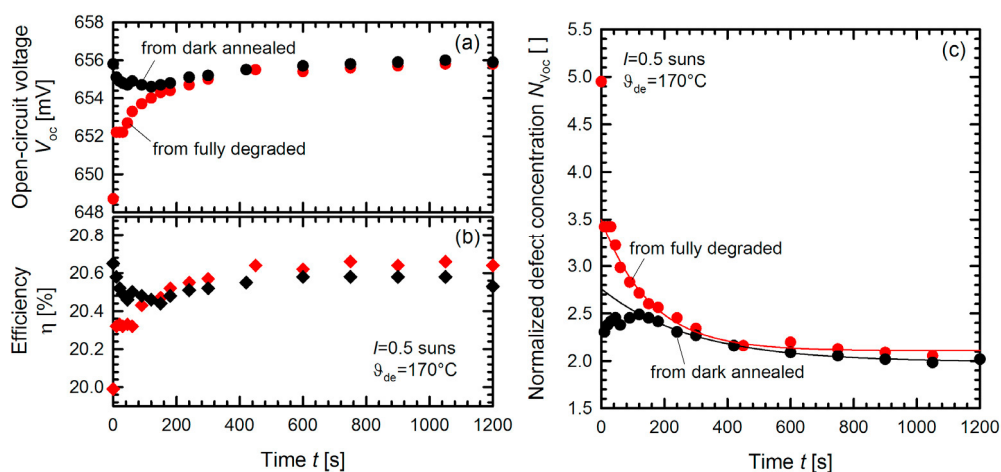 (a)
from dark annealed
from fully degraded
Open-circuit voltage
V_oc [mV]
658
656
654
652
650
648
(b)
I=0.5 suns
ϑ_de=170°C
Efficiency
η [%]
20.8
20.6
20.4
20.2
20.0
0 200 400 600 800 1000 1200
Time t [s]
(c)
I=0.5 suns
ϑ_de=170°C
from fully degraded
from dark annealed
Normalized defect concentration N_Voc [ ]
5.5
5.0
4.5
4.0
3.5
3.0
2.5
2.0
1.5
0 200 400 600 800 1000 1200
Time t [s]